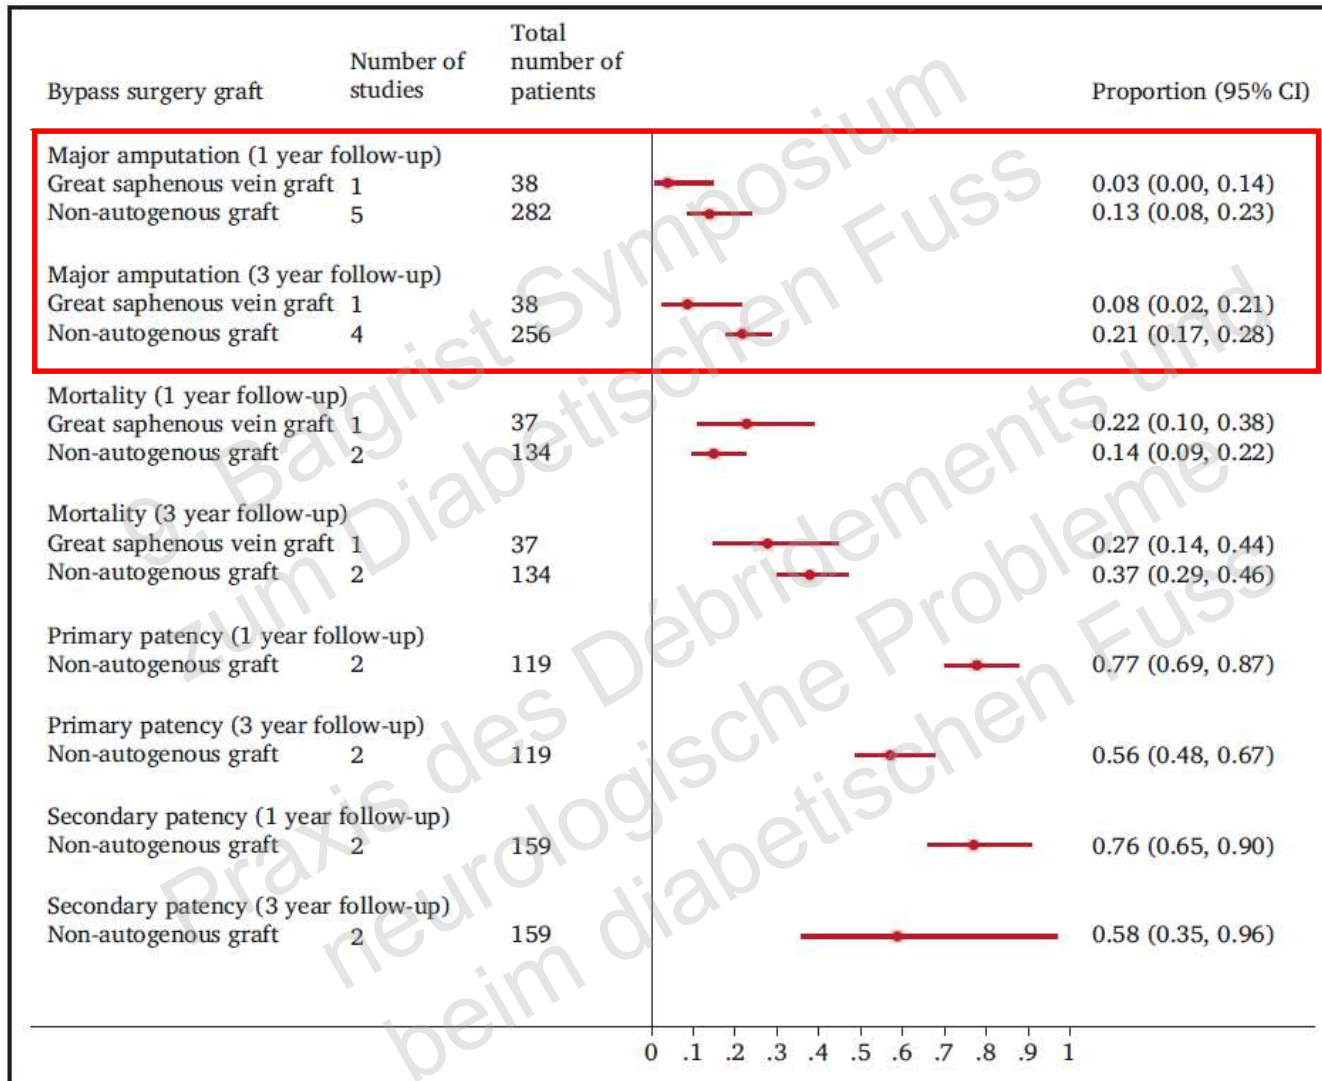 Bypass surgery graft Number of studies Total number of patients Proportion (95% CI)
Major amputation (1 year follow-up)
Great saphenous vein graft 1 38 0.03 (0.00, 0.14)
Non-autogenous graft 5 282 0.13 (0.08, 0.23)
Major amputation (3 year follow-up)
Great saphenous vein graft 1 38 0.08 (0.02, 0.21)
Non-autogenous graft 4 256 0.21 (0.17, 0.28)
Mortality (1 year follow-up)
Great saphenous vein graft 1 37 0.22 (0.10, 0.38)
Non-autogenous graft 2 134 0.14 (0.09, 0.22)
Mortality (3 year follow-up)
Great saphenous vein graft 1 37 0.27 (0.14, 0.44)
Non-autogenous graft 2 134 0.37 (0.29, 0.46)
Primary patency (1 year follow-up)
Non-autogenous graft 2 119 0.77 (0.69, 0.87)
Primary patency (3 year follow-up)
Non-autogenous graft 2 119 0.56 (0.48, 0.67)
Secondary patency (1 year follow-up)
Non-autogenous graft 2 159 0.76 (0.65, 0.90)
Secondary patency (3 year follow-up)
Non-autogenous graft 2 159 0.58 (0.35, 0.96)
0 .1 .2 .3 .4 .5 .6 .7 .8 .9 1
9. Balgrist Symposium
zum Diabetischen Fuss
Praxis des Débridements und
neurologische Probleme
beim diabetischen Fuss